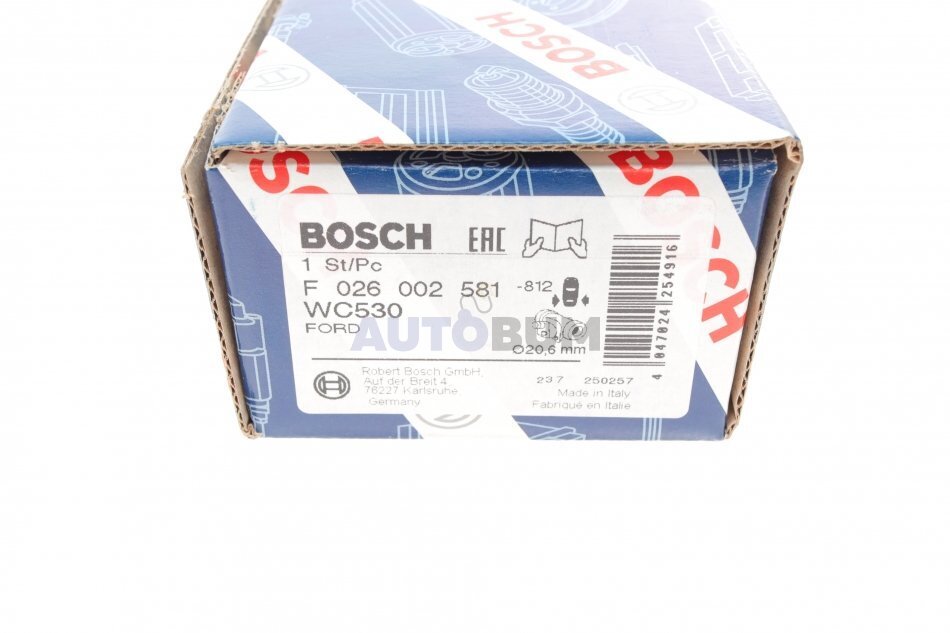 BOSCH
BOSCH
BOSCH EAC
1 St/Pc
F 026 002 581 -812
WC530
FORD
AUTOBUM
Ø20,6 mm
Robert Bosch GmbH,
Auf der Breit 4,
76227 Karlsruhe
Germany
237 250257
Made in Italy
Fabriqué en Italie
4 047024 254916